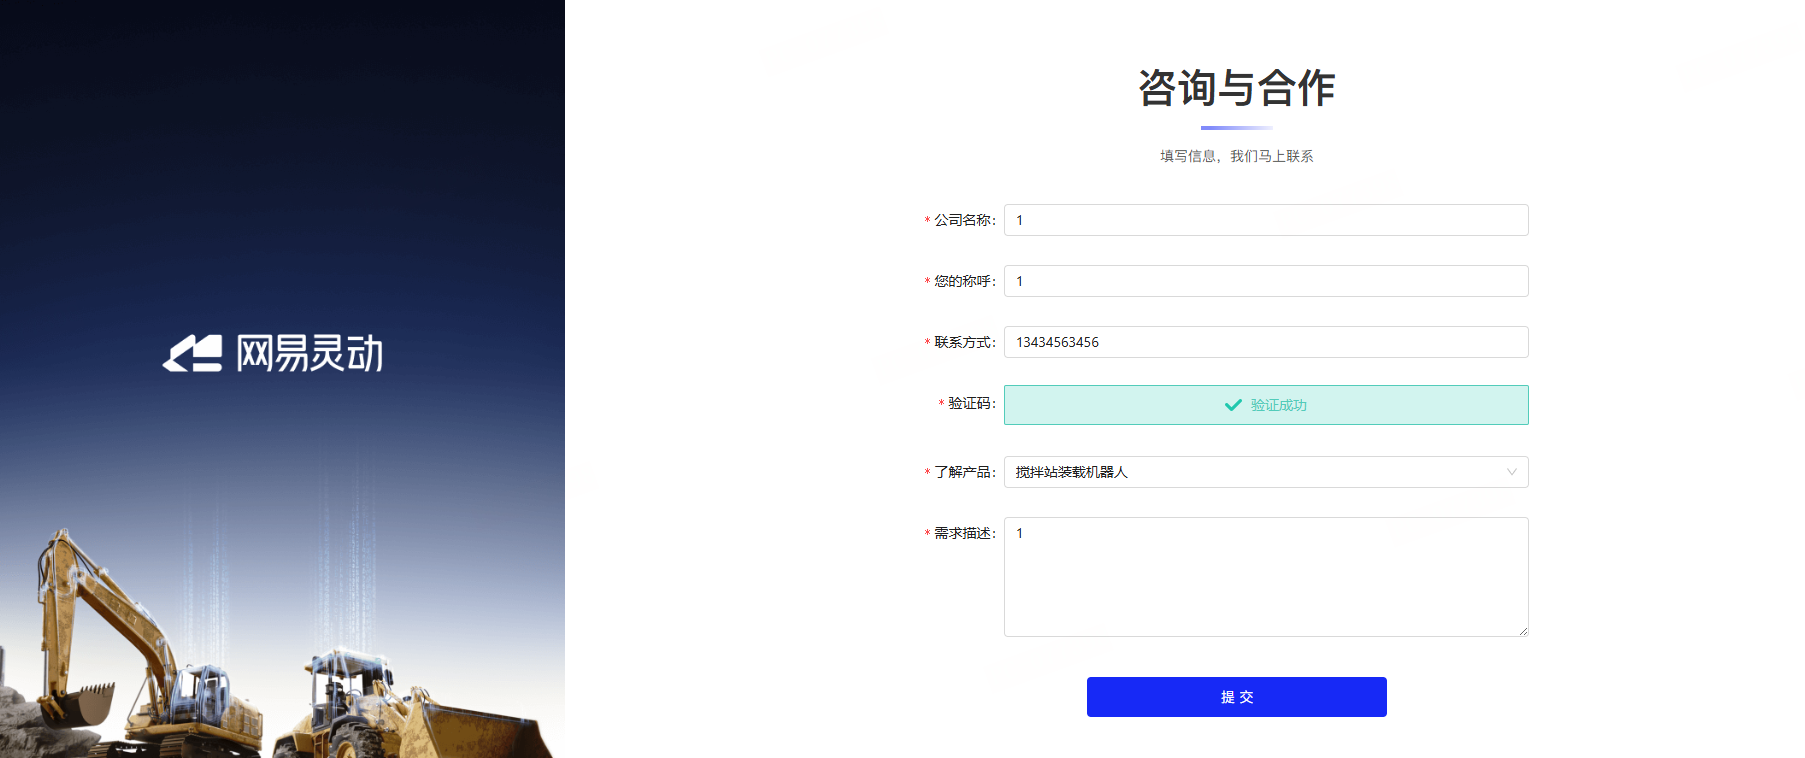 网易灵动
咨询与合作
填写信息，我们马上联系
* 公司名称： 1
* 您的称呼： 1
* 联系方式： 13434563456
* 验证码： 验证成功
* 了解产品： 搅拌站装载机器人
* 需求描述： 1
提 交